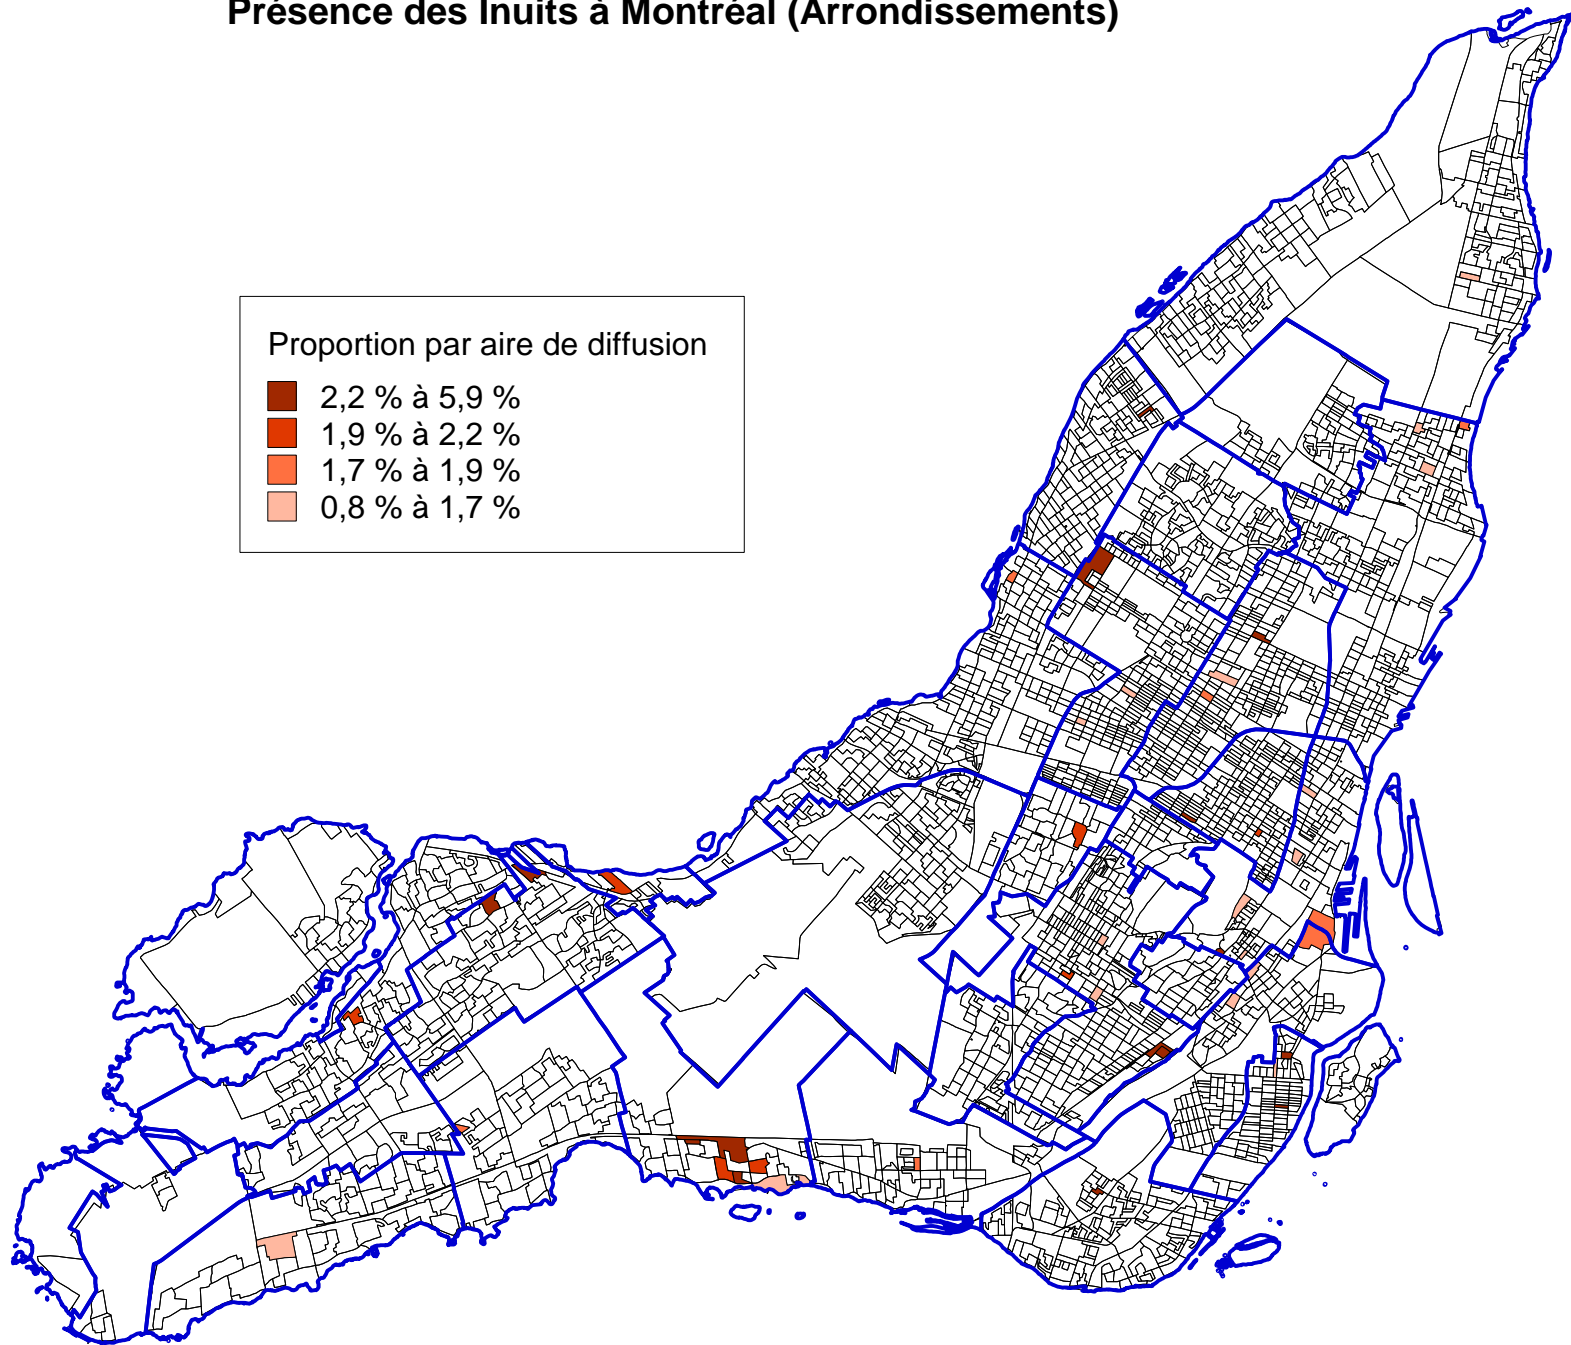 Présence des Inuits à Montréal (Arrondissements)
Proportion par aire de diffusion
2,2 % à 5,9 %
1,9 % à 2,2 %
1,7 % à 1,9 %
0,8 % à 1,7 %